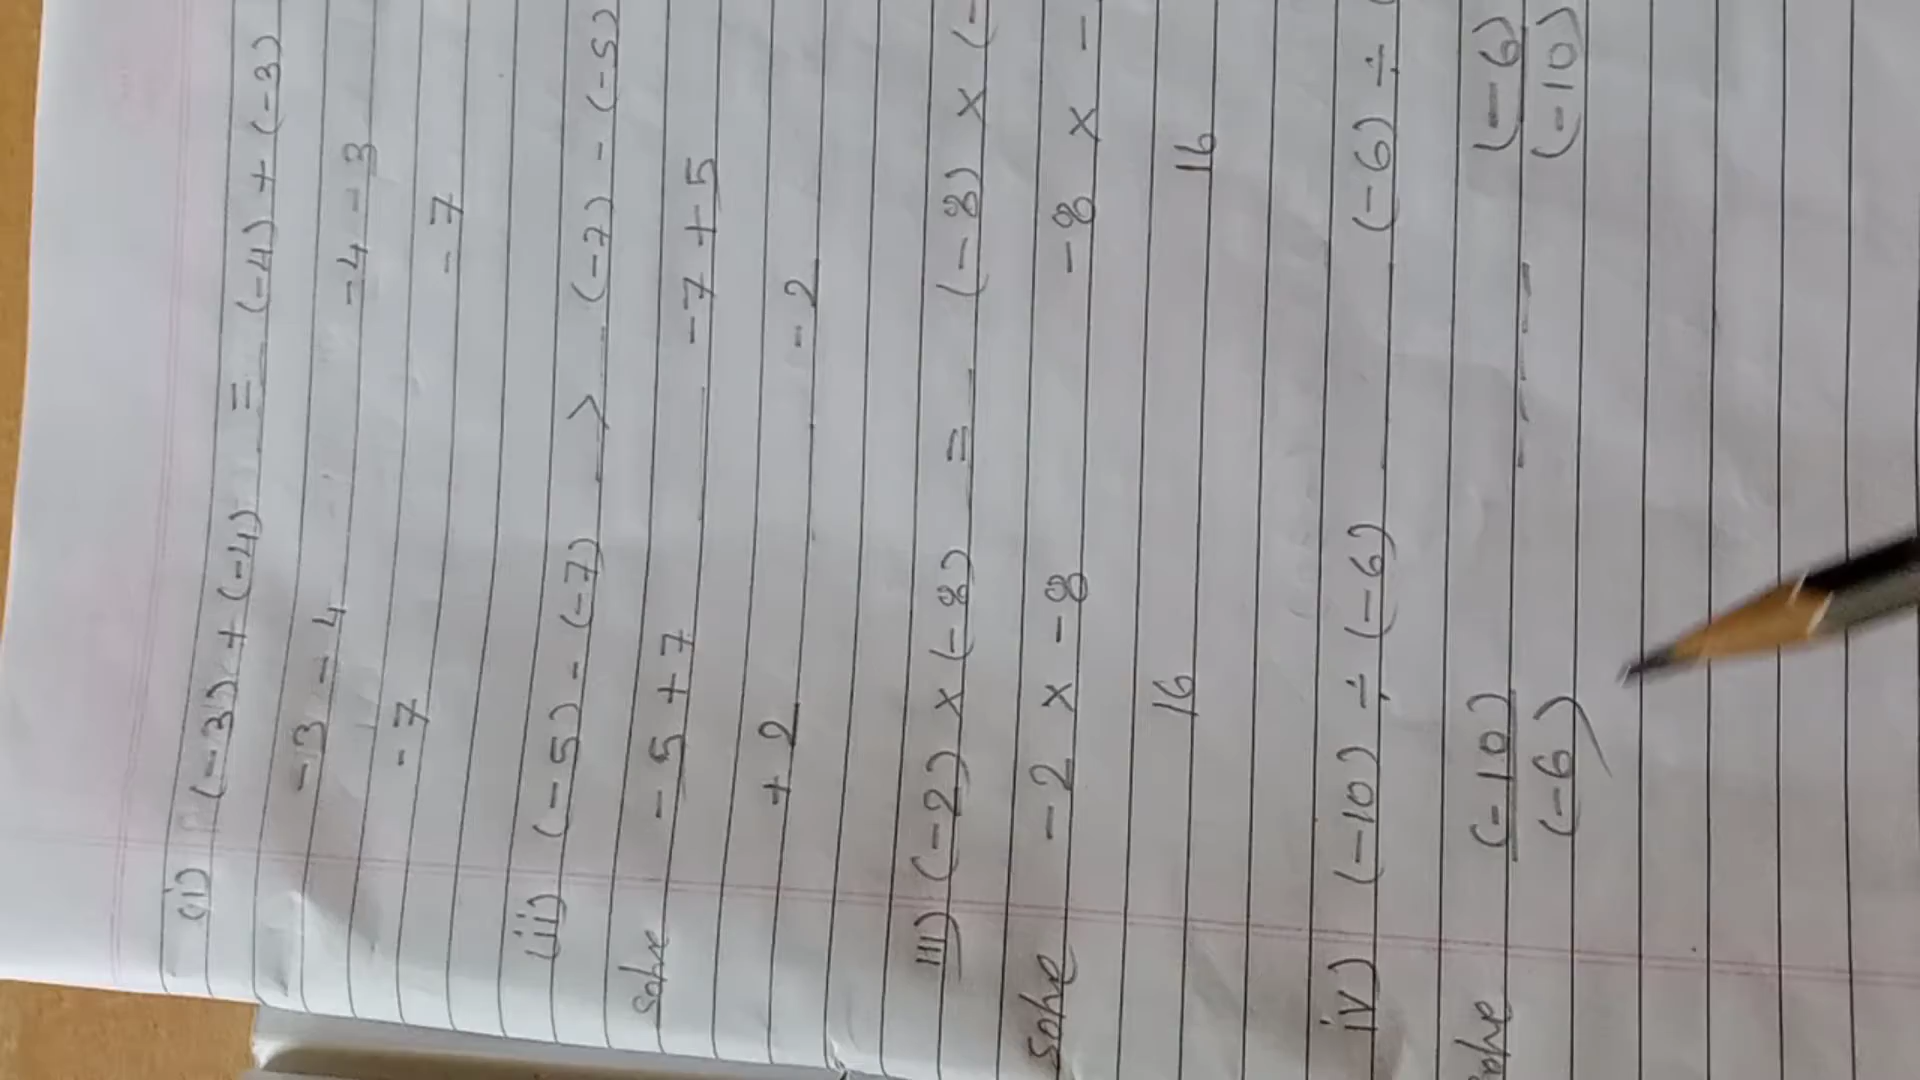 (i) (-3) + (-4) = (-4) + (-3)
-3 - 4 -4 - 3
-7 -7
(ii) (-5) - (-7) > (-7) - (-5)
Solve -5 + 7 -7 + 5
+2 -2
III) (-2) × (-8) = (-8) × (-
Solve -2 × -8 -8 × -
16 16
iv) (-10) ÷ (-6) (-6) ÷ (
Solve (-10) (-6)
(-6) (-10)